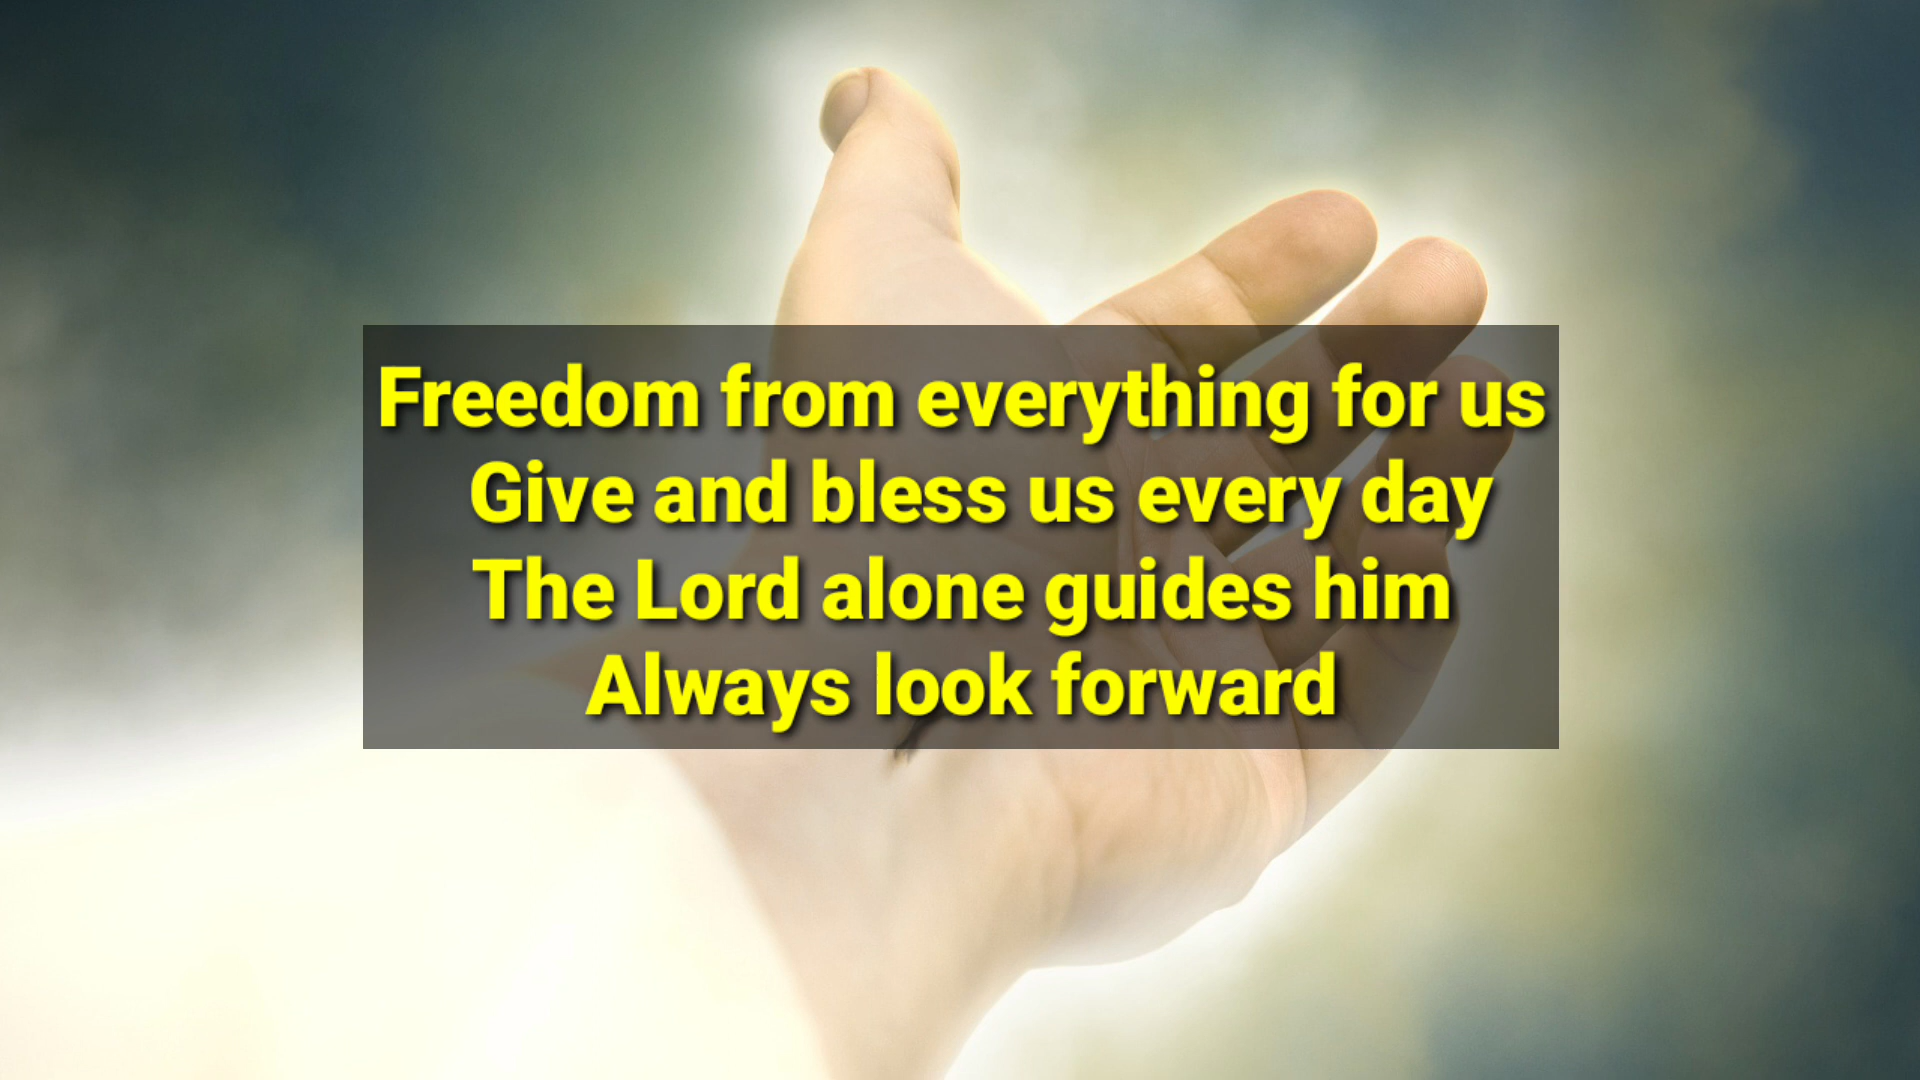 Freedom from everything for us
Give and bless us every day
The Lord alone guides him
Always look forward